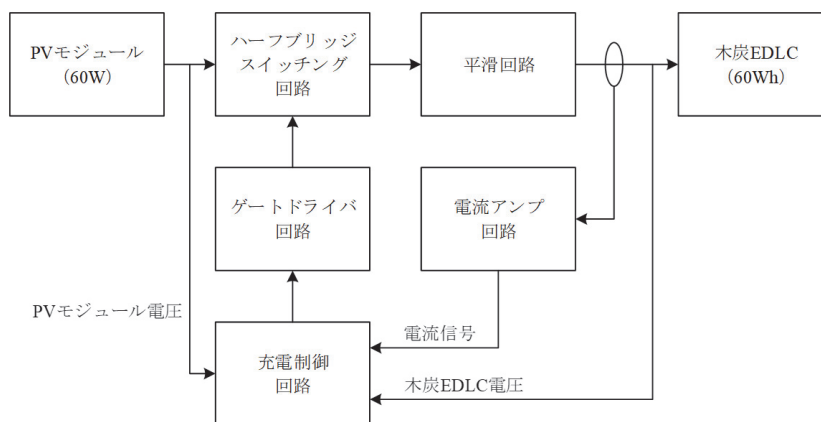 PVモジュール
(60W)
ハーフブリッジ
スイッチング
回路
平滑回路
木炭EDLC
(60Wh)
ゲートドライバ
回路
電流アンプ
回路
PVモジュール電圧
電流信号
充電制御
回路
木炭EDLC電圧